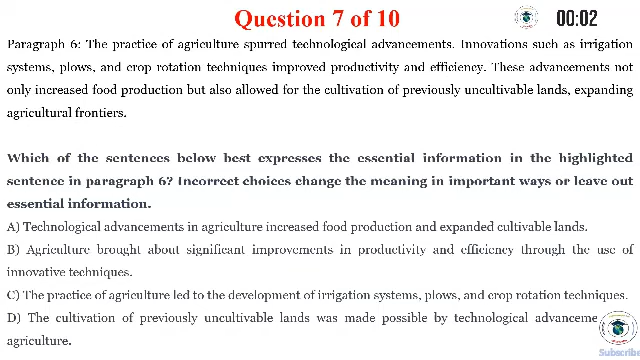 Question 7 of 10
00:02
Paragraph 6: The practice of agriculture spurred technological advancements. Innovations such as irrigation
systems, plows, and crop rotation techniques improved productivity and efficiency. These advancements not
only increased food production but also allowed for the cultivation of previously uncultivable lands, expanding
agricultural frontiers.
Which of the sentences below best expresses the essential information in the highlighted
sentence in paragraph 6? Incorrect choices change the meaning in important ways or leave out
essential information.
A) Technological advancements in agriculture increased food production and expanded cultivable lands.
B) Agriculture brought about significant improvements in productivity and efficiency through the use of
innovative techniques.
C) The practice of agriculture led to the development of irrigation systems, plows, and crop rotation techniques.
D) The cultivation of previously uncultivable lands was made possible by technological advanceme
agriculture.
Subscribe